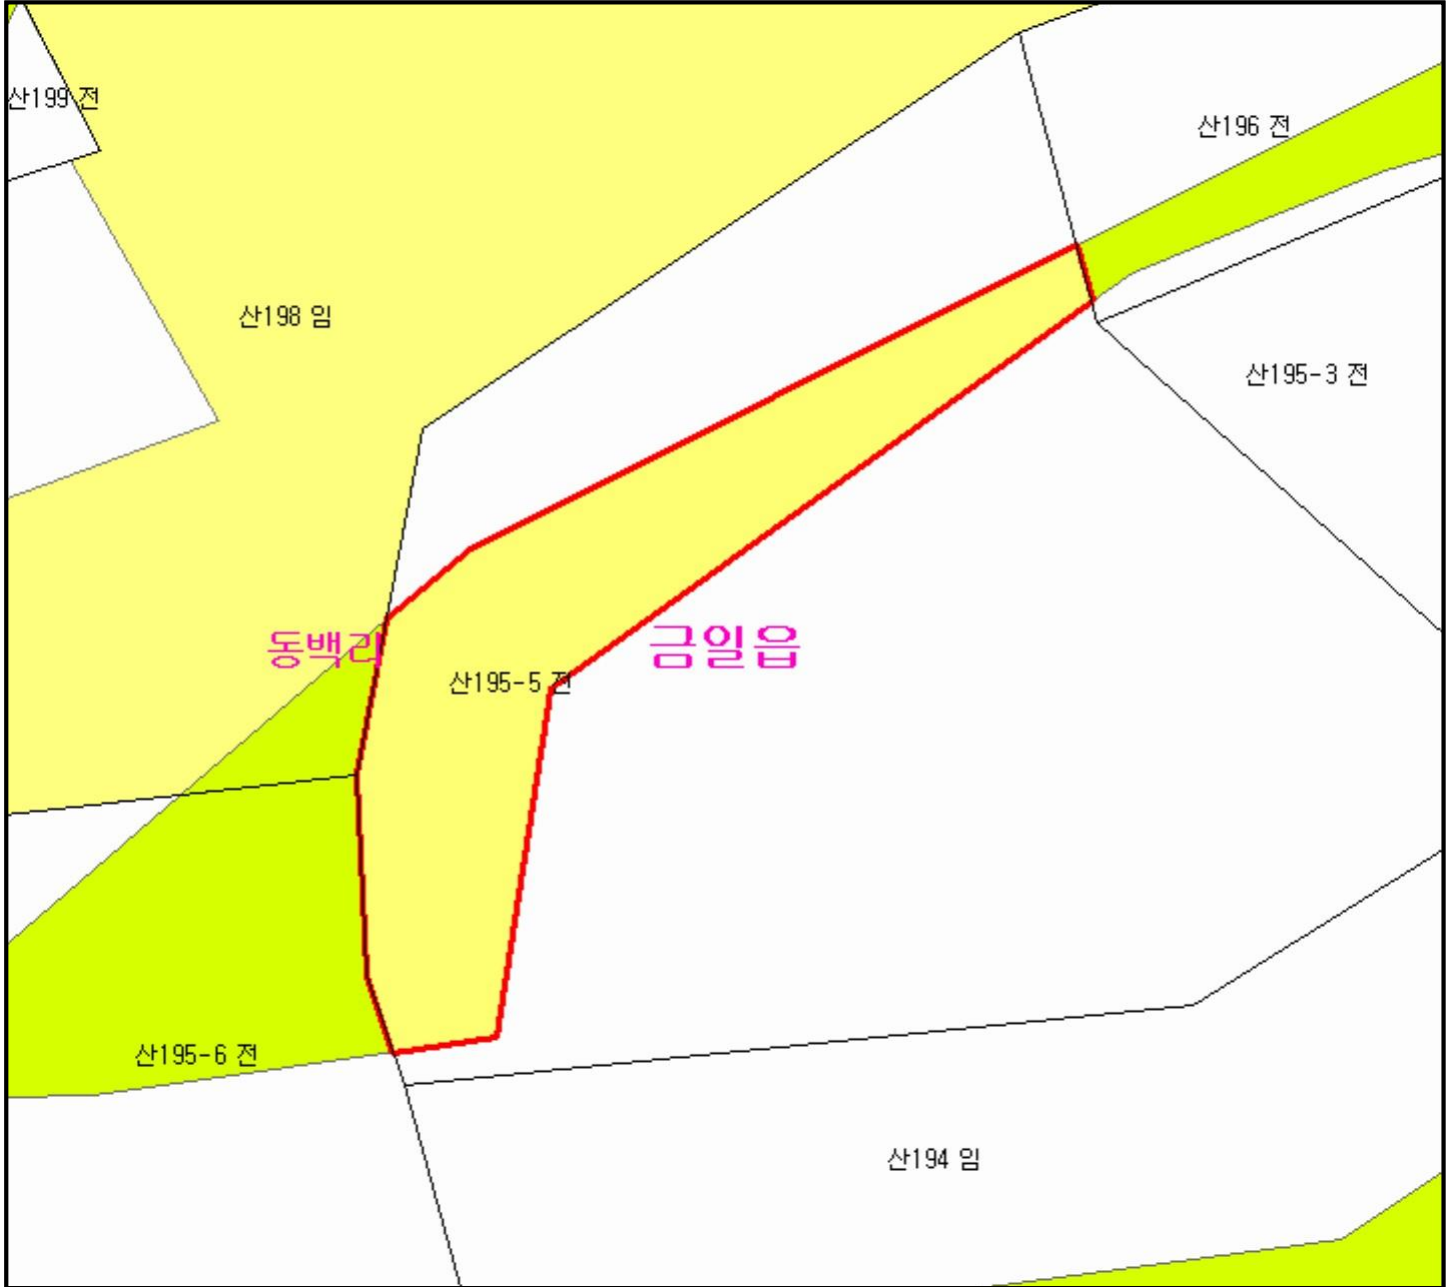 산199 전
산196 전
산198 임
산195-3 전
동백리
금일읍
산195-5 전
산195-6 전
산194 임